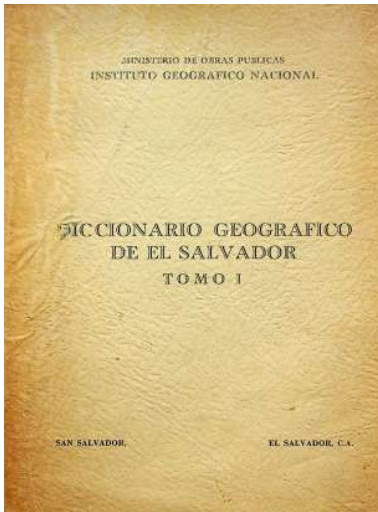 MINISTERIO DE OBRAS PUBLICAS
INSTITUTO GEOGRAFICO NACIONAL
DICCIONARIO GEOGRAFICO
DE EL SALVADOR
TOMO I
SAN SALVADOR, EL SALVADOR, C.A.